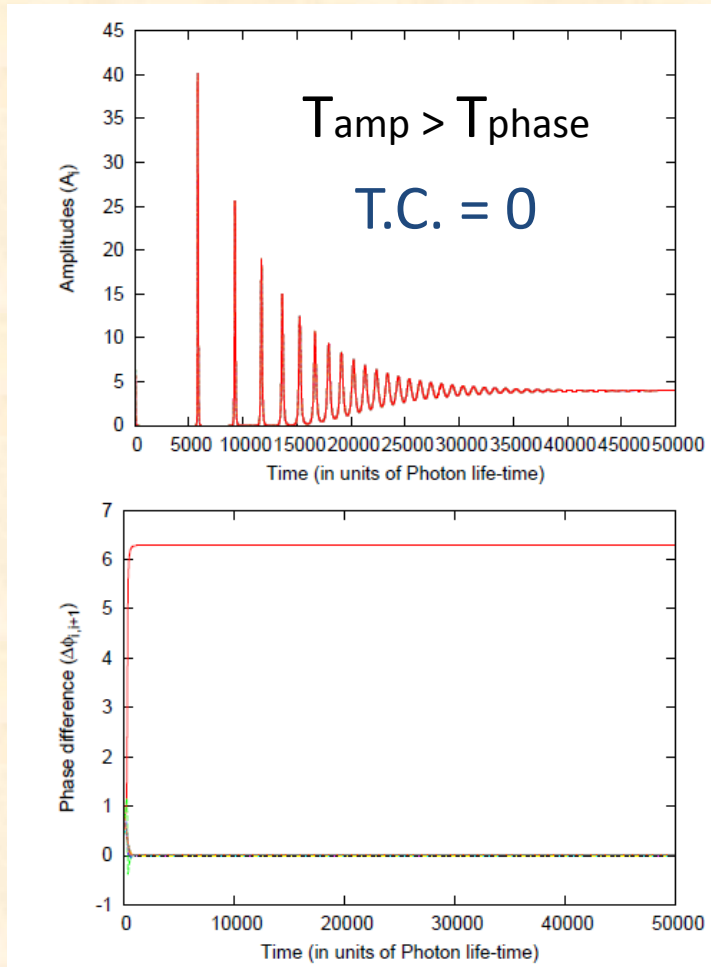 45
40
35
30
25
20
15
10
5
0
Amplitudes (Aᵢ)
Tamp > Tphase
T.C. = 0
0 5000 10000 15000 20000 25000 30000 35000 40000 45000 50000
Time (in units of Photon life-time)
7
6
5
4
3
2
1
0
-1
Phase difference (Δϕᵢ,ᵢ₊₁)
0 10000 20000 30000 40000 50000
Time (in units of Photon life-time)